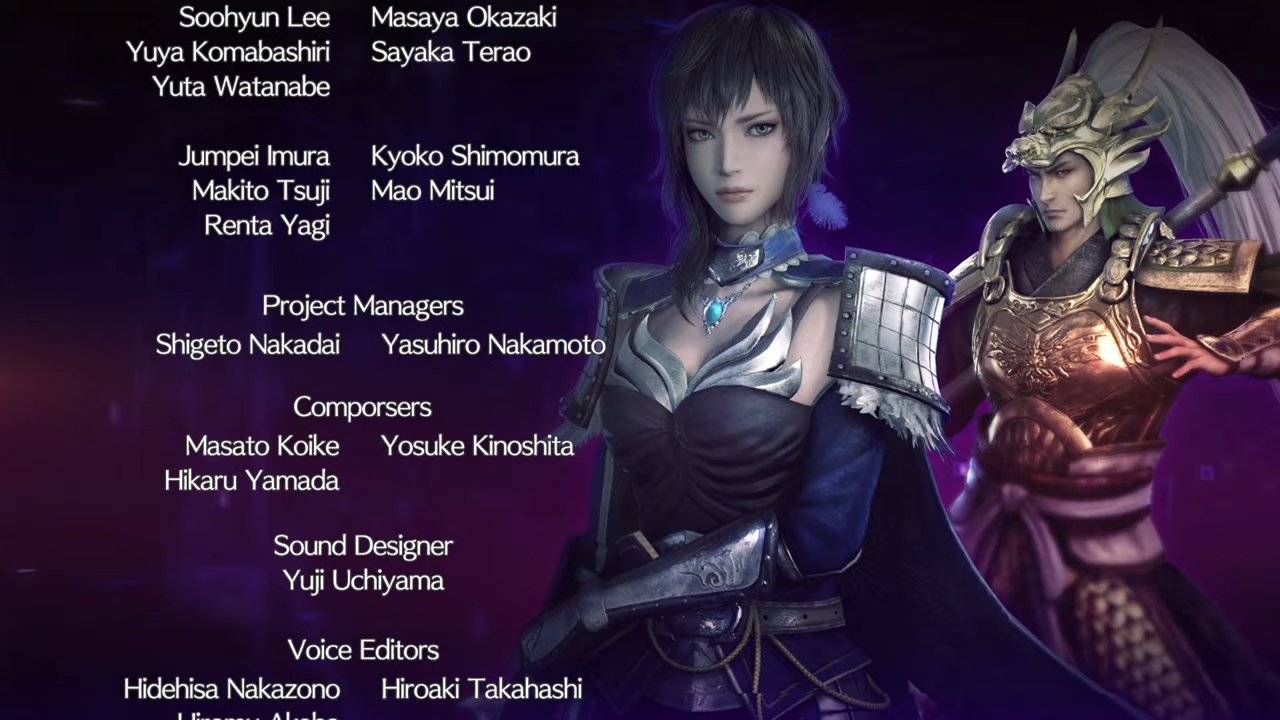 Soohyun Lee Masaya Okazaki
Yuya Komabashiri Sayaka Terao
Yuta Watanabe
Jumpei Imura Kyoko Shimomura
Makito Tsuji Mao Mitsui
Renta Yagi
Project Managers
Shigeto Nakadai Yasuhiro Nakamoto
Comporsers
Masato Koike Yosuke Kinoshita
Hikaru Yamada
Sound Designer
Yuji Uchiyama
Voice Editors
Hidehisa Nakazono Hiroaki Takahashi